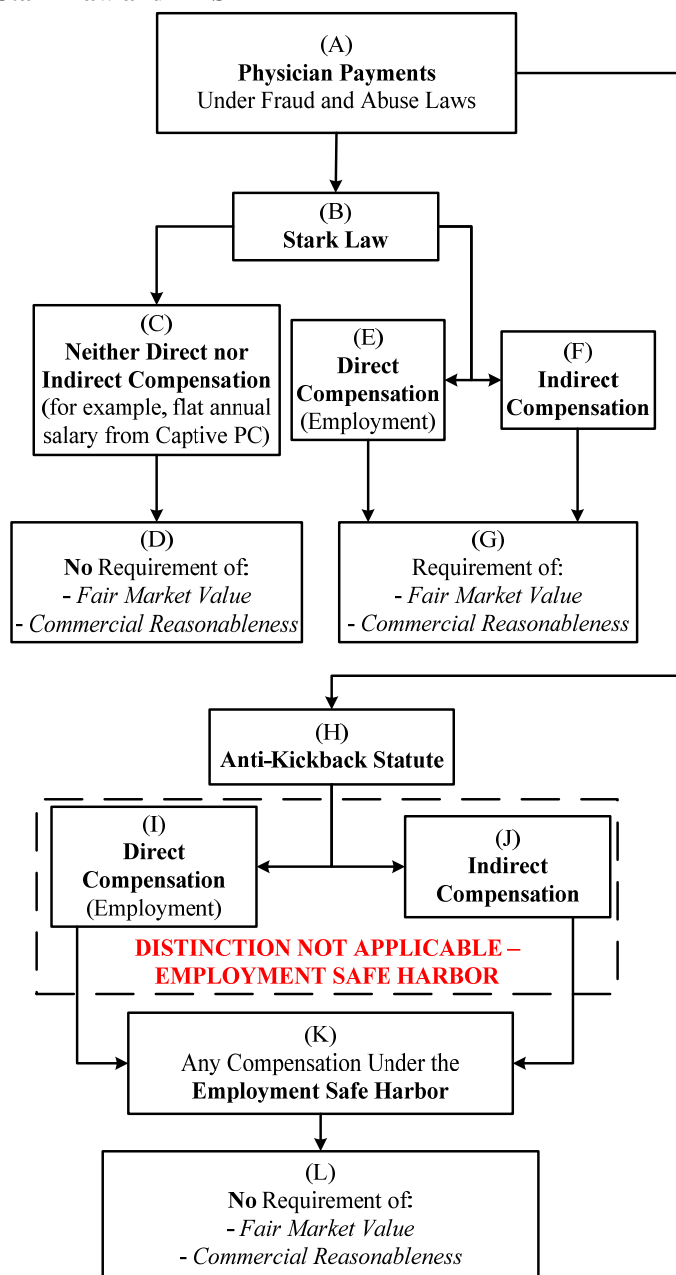 (A)
Physician Payments
Under Fraud and Abuse Laws
(B)
Stark Law
(C)
Neither Direct nor
Indirect Compensation
(for example, flat annual
salary from Captive PC)
(E)
Direct
Compensation
(Employment)
(F)
Indirect
Compensation
(D)
No Requirement of:
- Fair Market Value
- Commercial Reasonableness
(G)
Requirement of:
- Fair Market Value
- Commercial Reasonableness
(H)
Anti-Kickback Statute
(I)
Direct
Compensation
(Employment)
(J)
Indirect
Compensation
DISTINCTION NOT APPLICABLE –
EMPLOYMENT SAFE HARBOR
(K)
Any Compensation Under the
Employment Safe Harbor
(L)
No Requirement of:
- Fair Market Value
- Commercial Reasonableness